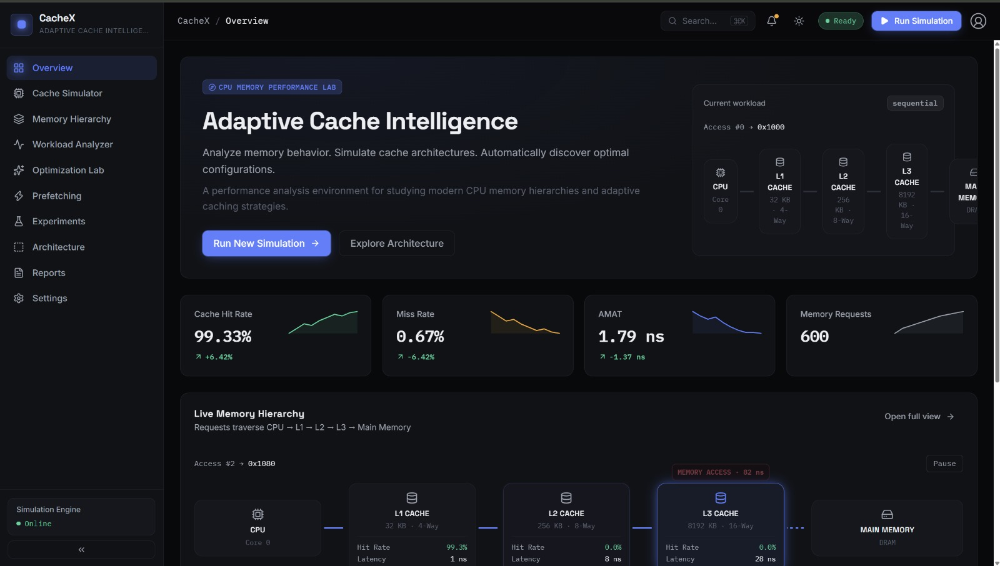 CacheX
ADAPTIVE CACHE INTELLIGE...
Overview
Cache Simulator
Memory Hierarchy
Workload Analyzer
Optimization Lab
Prefetching
Experiments
Architecture
Reports
Settings
Simulation Engine
Online
«
CacheX / Overview
Search... ⌘K
Ready
Run Simulation
CPU MEMORY PERFORMANCE LAB
Adaptive Cache Intelligence
Analyze memory behavior. Simulate cache architectures. Automatically discover optimal
configurations.
A performance analysis environment for studying modern CPU memory hierarchies and adaptive
caching strategies.
Run New Simulation →
Explore Architecture
Current workload
sequential
Access #0 → 0x1000
CPU
Core
0
L1
CACHE
32 KB
· 4-
Way
L2
CACHE
256
KB ·
8-Way
L3
CACHE
8192
KB ·
16-
Way
MA
MEM
DRA
Cache Hit Rate
99.33%
↗ +6.42%
Miss Rate
0.67%
↗ -6.42%
AMAT
1.79 ns
↗ -1.37 ns
Memory Requests
600
Live Memory Hierarchy
Requests traverse CPU → L1 → L2 → L3 → Main Memory
Open full view →
Access #2 → 0x1080
Pause
MEMORY ACCESS · 82 ns
CPU
Core 0
L1 CACHE
32 KB · 4-Way
Hit Rate 99.3%
Latency 1 ns
L2 CACHE
256 KB · 8-Way
Hit Rate 0.0%
Latency 8 ns
L3 CACHE
8192 KB · 16-Way
Hit Rate 0.0%
Latency 28 ns
MAIN MEMORY
DRAM